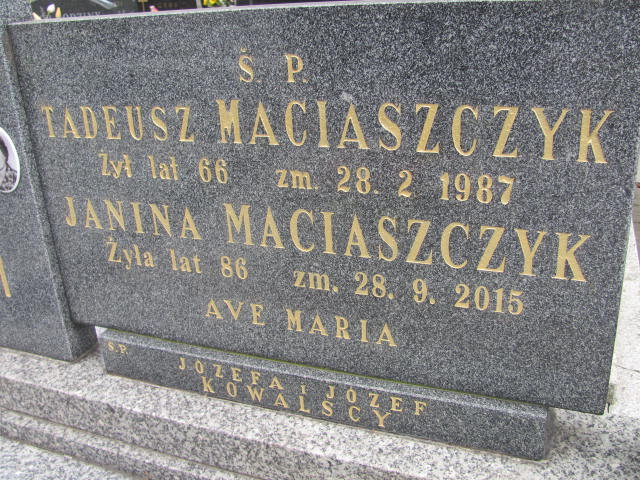 Ś. P.
TADEUSZ MACIASZCZYK
Żył lat 66 zm. 28. 2 1987
JANINA MACIASZCZYK
Żyła lat 86 zm. 28. 9. 2015
AVE MARIA
Ś.P. JÓZEFA i JÓZEF
KOWALSCY